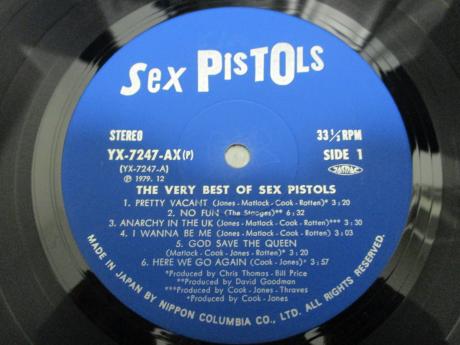 Sex PISTOLS
STEREO 33 1/3 RPM
YX-7247-AX(P) SIDE 1
(YX-7247-A)
Ⓟ 1979. 12
THE VERY BEST OF SEX PISTOLS
1. PRETTY VACANT (Jones-Matlock-Cook-Rotten)* 3:20
2. NO FUN (The Stooges)** 6:32
3. ANARCHY IN THE UK (Jones-Matlock-Cook-Rotten)*** 3:30
4. I WANNA BE ME (Jones-Matlock-Cook-Rotten) 3:03
5. GOD SAVE THE QUEEN
(Jones-Matlock-Cook-Rotten)* 3:20
6. HERE WE GO AGAIN (Cook-Jones)+ 3:57
*Produced by Chris Thomas-Bill Price
**Produced by David Goodman
***Produced by Cook-Jones-Thraves
+Produced by Cook-Jones
MADE IN JAPAN BY NIPPON COLUMBIA CO., LTD. ALL RIGHTS RESERVED.